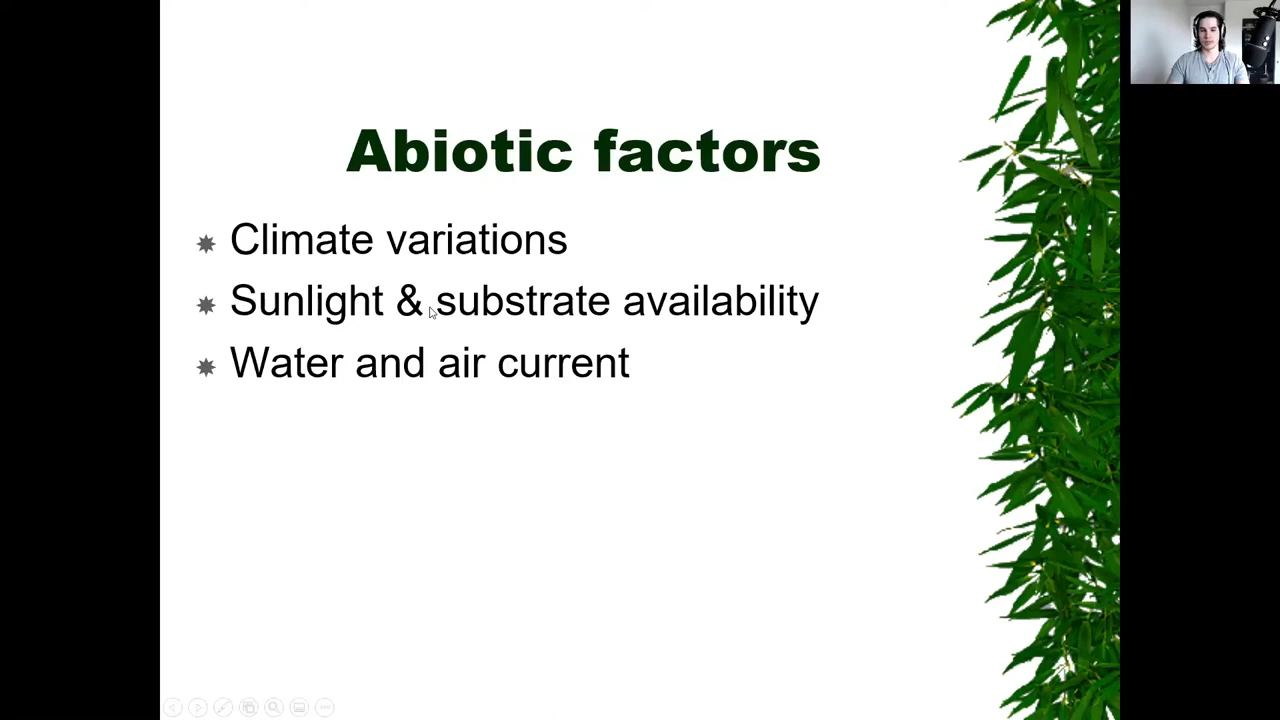 Abiotic factors
Climate variations
Sunlight & substrate availability
Water and air current